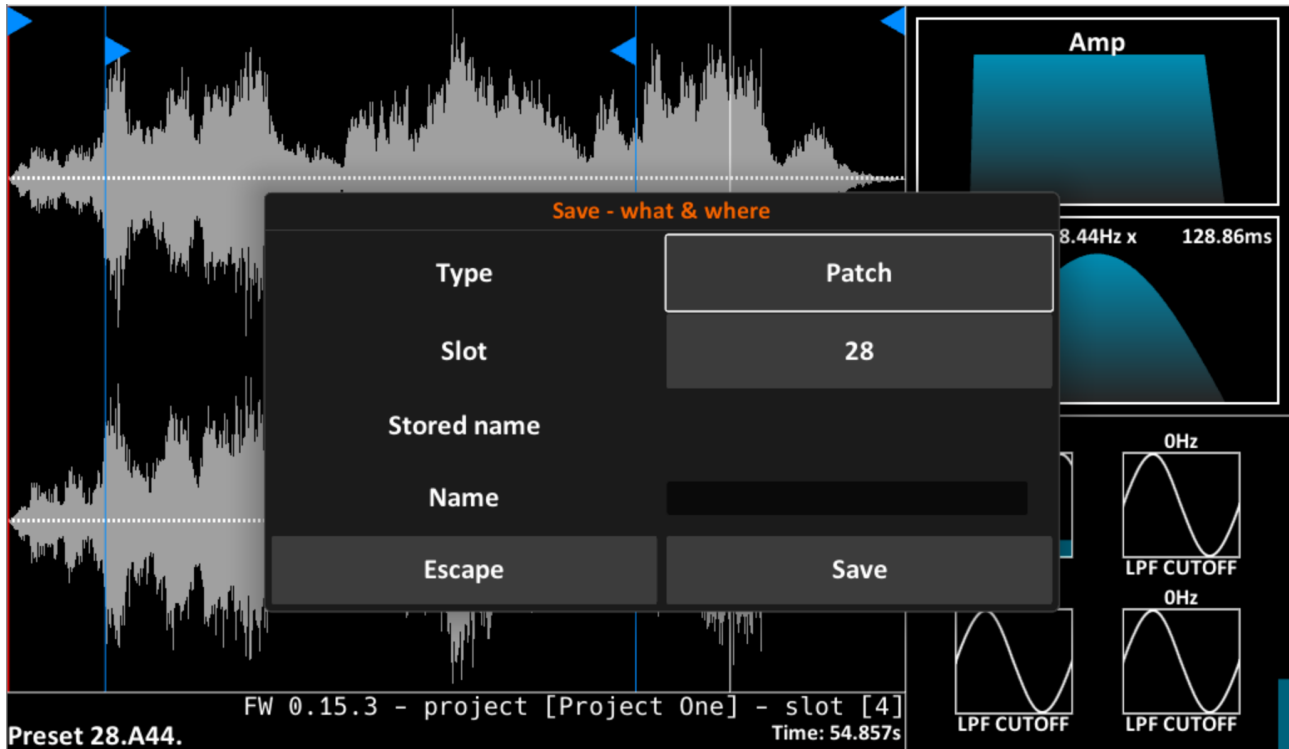 Amp
8.44Hz x 128.86ms
Save - what & where
Type Patch
Slot 28
Stored name
Name
Escape Save
0Hz
LPF CUTOFF
0Hz
LPF CUTOFF LPF CUTOFF
FW 0.15.3 - project [Project One] - slot [4]
Preset 28.A44. Time: 54.857s